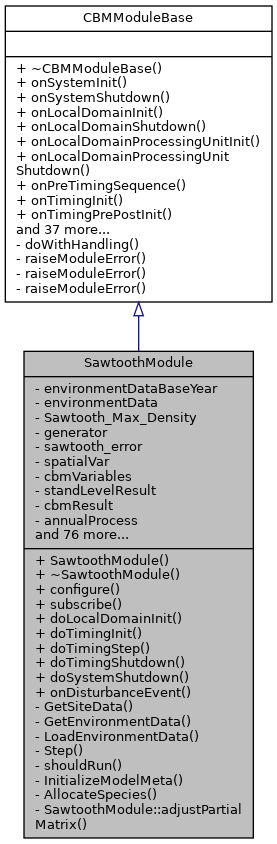 CBMModuleBase
+ ~CBMModuleBase()
+ onSystemInit()
+ onSystemShutdown()
+ onLocalDomainInit()
+ onLocalDomainShutdown()
+ onLocalDomainProcessingUnitInit()
+ onLocalDomainProcessingUnit
Shutdown()
+ onPreTimingSequence()
+ onTimingInit()
+ onTimingPrePostInit()
and 37 more...
- doWithHandling()
- raiseModuleError()
- raiseModuleError()
- raiseModuleError()
SawtoothModule
- environmentDataBaseYear
- environmentData
- Sawtooth_Max_Density
- generator
- sawtooth_error
- spatialVar
- cbmVariables
- standLevelResult
- cbmResult
- annualProcess
and 76 more...
+ SawtoothModule()
+ ~SawtoothModule()
+ configure()
+ subscribe()
+ doLocalDomainInit()
+ doTimingInit()
+ doTimingStep()
+ doTimingShutdown()
+ doSystemShutdown()
+ onDisturbanceEvent()
- GetSiteData()
- GetEnvironmentData()
- LoadEnvironmentData()
- Step()
- shouldRun()
- InitializeModelMeta()
- AllocateSpecies()
- SawtoothModule::adjustPartial
Matrix()